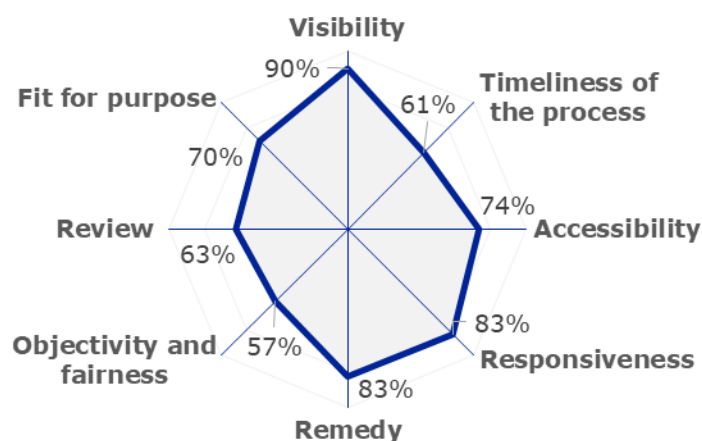 Visibility
90%
Timeliness of
the process
61%
Fit for purpose
70%
74%
Accessibility
Review
63%
83%
Responsiveness
Objectivity and
fairness
57%
83%
Remedy